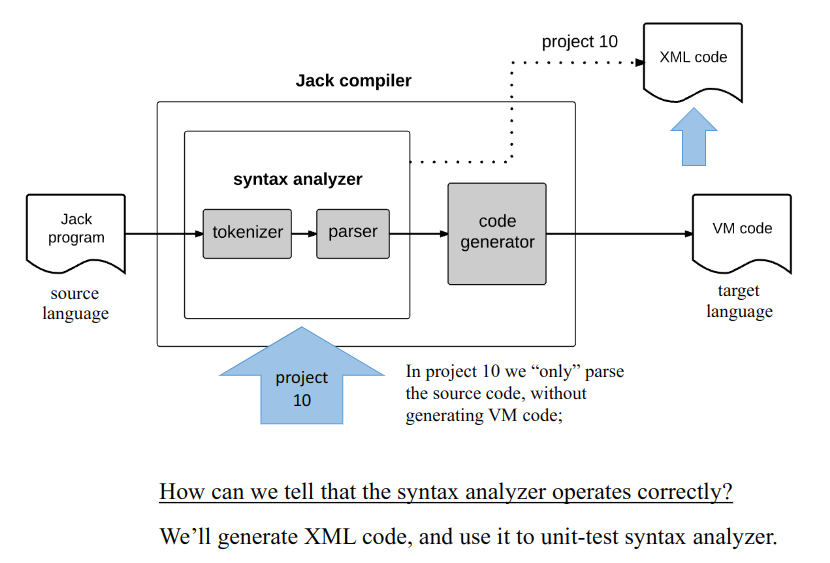 project 10
XML code
Jack compiler
syntax analyzer
Jack
program
tokenizer
parser
code
generator
VM code
source
language
target
language
project
10
In project 10 we “only” parse
the source code, without
generating VM code;
How can we tell that the syntax analyzer operates correctly?
We’ll generate XML code, and use it to unit-test syntax analyzer.